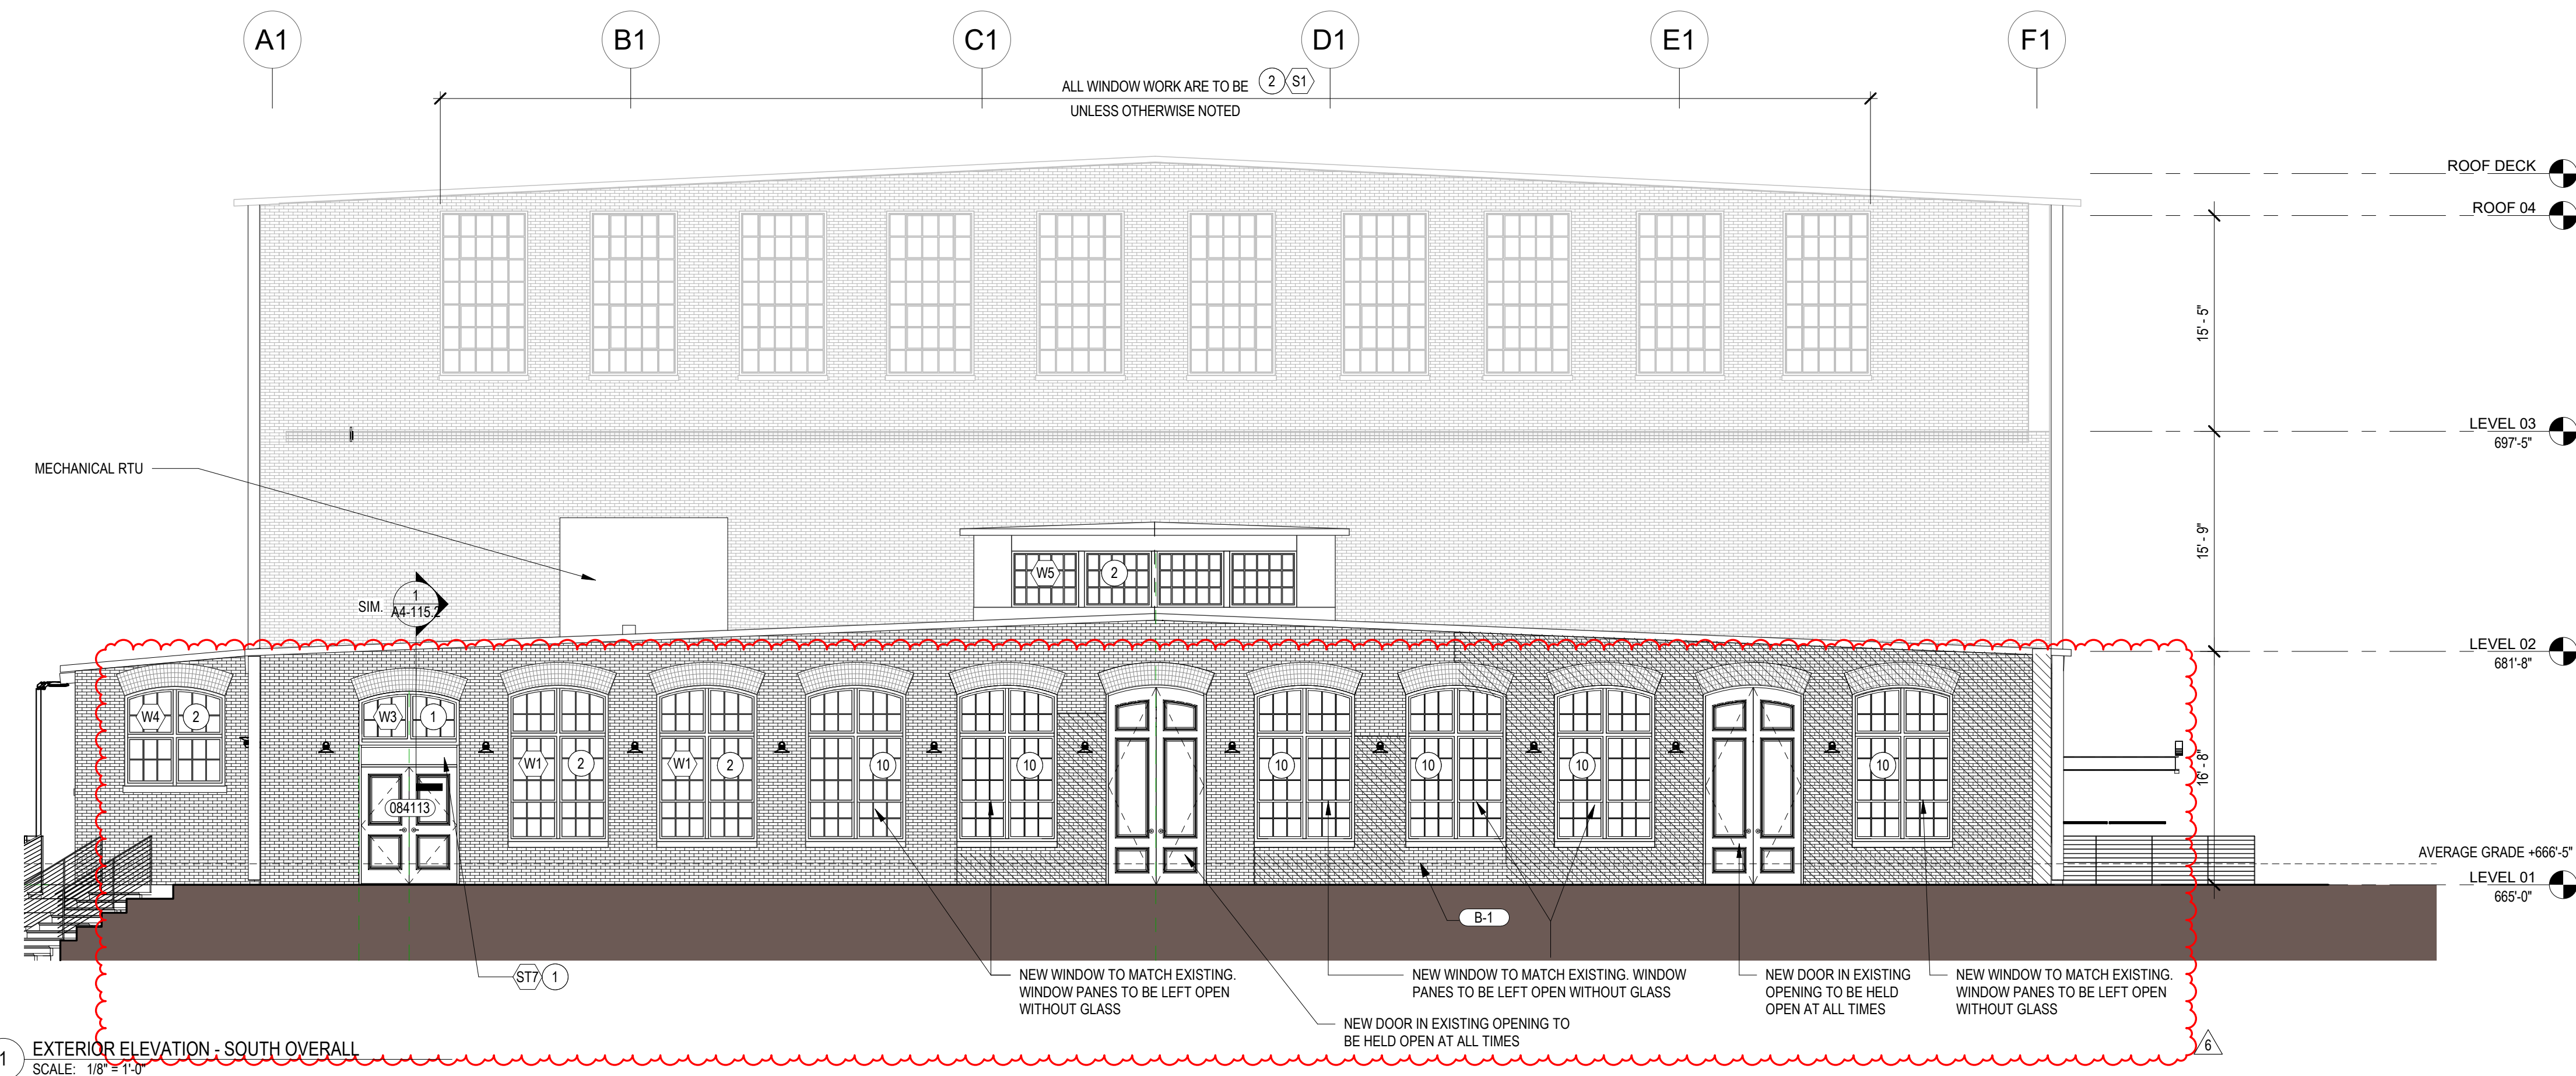 A1
B1
C1
D1
E1
F1
ALL WINDOW WORK ARE TO BE 2 S1
UNLESS OTHERWISE NOTED
ROOF DECK
ROOF 04
15' - 5"
LEVEL 03
697'-5"
MECHANICAL RTU
15' - 9"
W5 2
SIM. 1
A4-115.2
LEVEL 02
681'-8"
W4 2
W3 1
W1 2
W1 2
10
10
10
10
10
10
084113
16' - 8"
AVERAGE GRADE +666'-5"
LEVEL 01
665'-0"
B-1
ST7 1
NEW WINDOW TO MATCH EXISTING.
WINDOW PANES TO BE LEFT OPEN
WITHOUT GLASS
NEW WINDOW TO MATCH EXISTING. WINDOW
PANES TO BE LEFT OPEN WITHOUT GLASS
NEW DOOR IN EXISTING
OPENING TO BE HELD
OPEN AT ALL TIMES
NEW WINDOW TO MATCH EXISTING.
WINDOW PANES TO BE LEFT OPEN
WITHOUT GLASS
NEW DOOR IN EXISTING OPENING TO
BE HELD OPEN AT ALL TIMES
6
1 EXTERIOR ELEVATION - SOUTH OVERALL
SCALE: 1/8" = 1'-0"